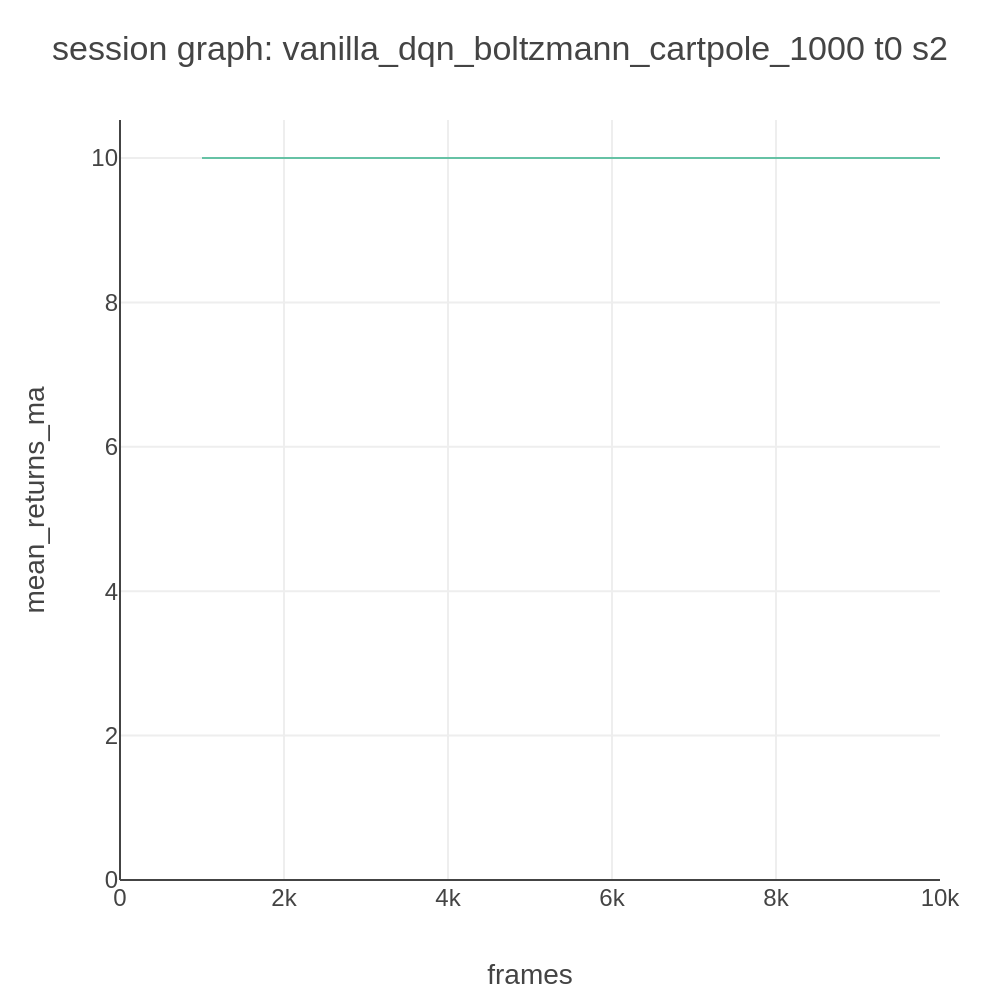 session graph: vanilla_dqn_boltzmann_cartpole_1000 t0 s2
mean_returns_ma
10
8
6
4
2
0
0 2k 4k 6k 8k 10k
frames